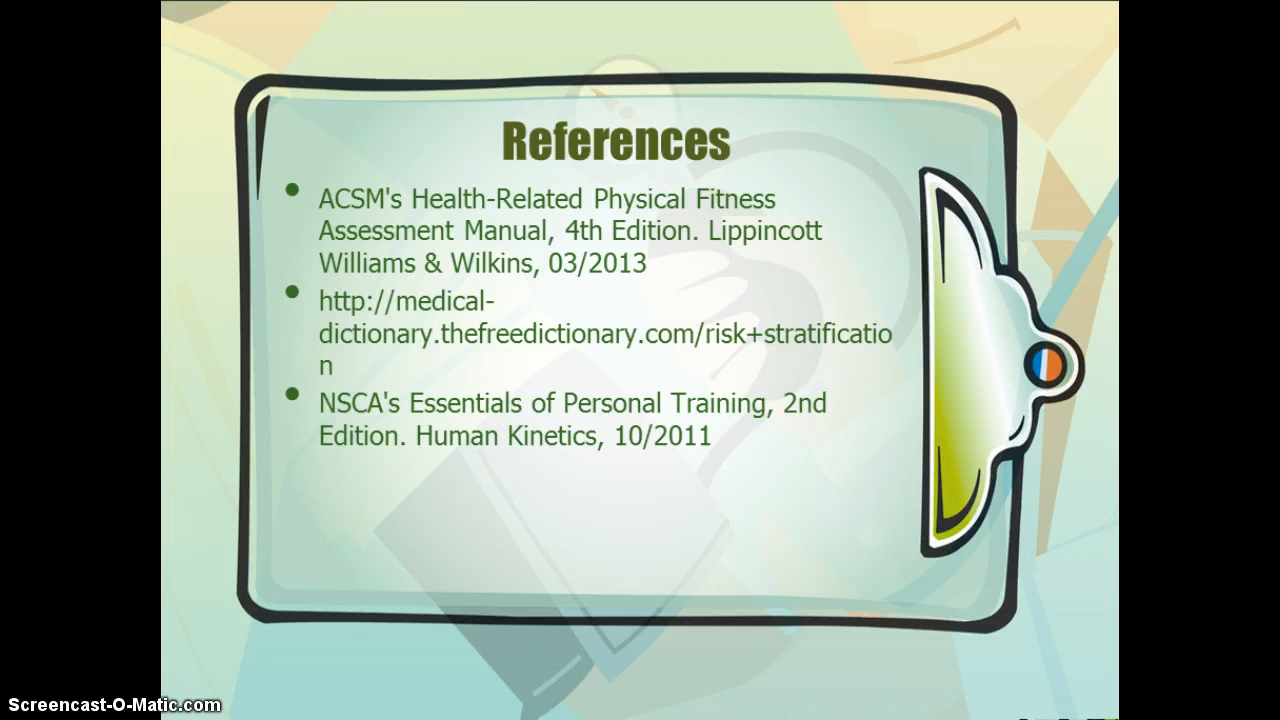 References
• ACSM's Health-Related Physical Fitness
Assessment Manual, 4th Edition. Lippincott
Williams & Wilkins, 03/2013
• http://medical-
dictionary.thefreedictionary.com/risk+stratificatio
n
• NSCA's Essentials of Personal Training, 2nd
Edition. Human Kinetics, 10/2011
Screencast-O-Matic.com